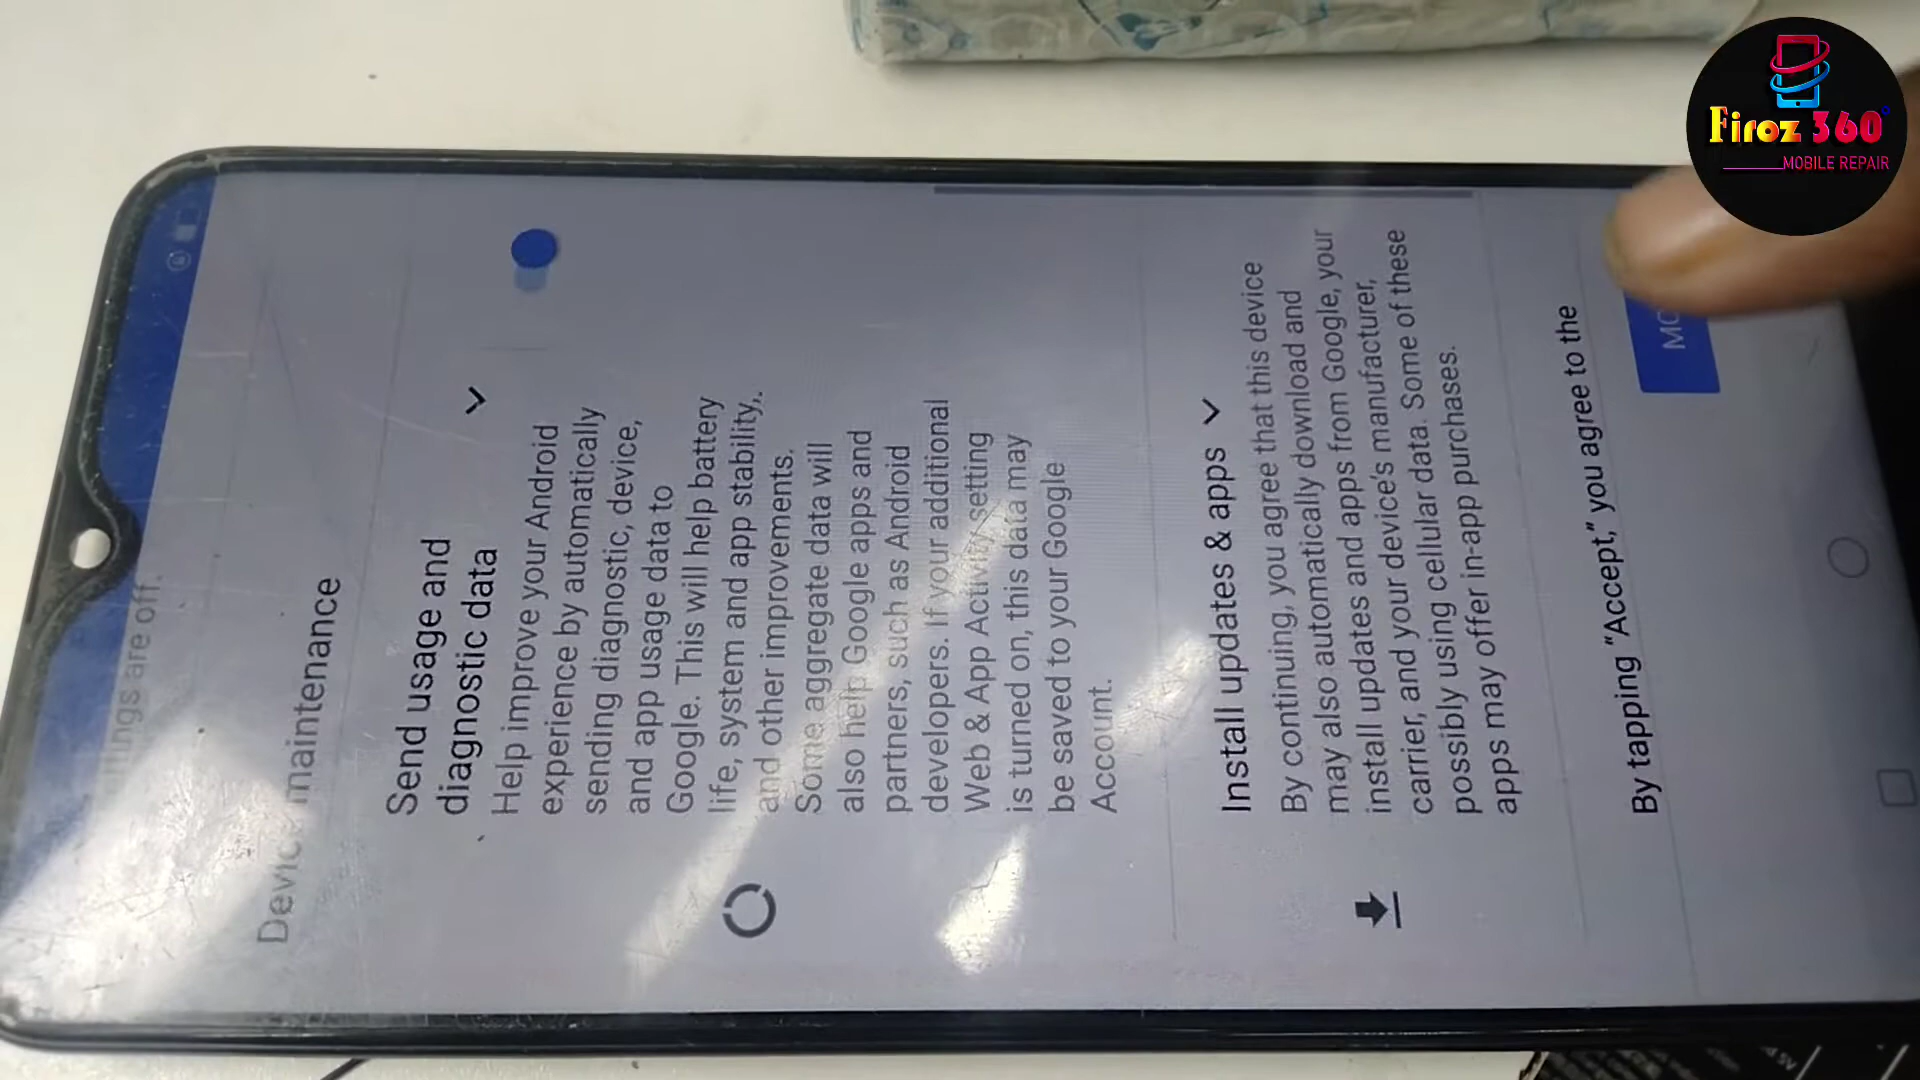 Firoz 360°
MOBILE REPAIR
ttings are off.
Device maintenance
Send usage and
diagnostic data
Help improve your Android
experience by automatically
sending diagnostic, device,
and app usage data to
Google. This will help battery
life, system and app stability,
and other improvements.
Some aggregate data will
also help Google apps and
partners, such as Android
developers. If your additional
Web & App Activity setting
is turned on, this data may
be saved to your Google
Account.
Install updates & apps
By continuing, you agree that this device
may also automatically download and
install updates and apps from Google, your
carrier, and your device's manufacturer,
possibly using cellular data. Some of these
apps may offer in-app purchases.
By tapping “Accept,” you agree to the
MO